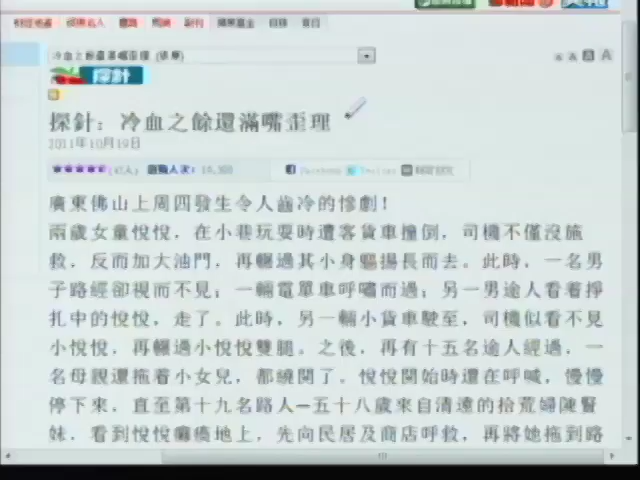 冷血之餘還滿嘴歪理
探針
探針：冷血之餘還滿嘴歪理
2011年10月19日
廣東佛山上周四發生令人齒冷的慘劇！
兩歲女童悅悅，在小巷玩耍時遭客貨車撞倒，司機不僅沒施
救，反而加大油門，再輾過其小身軀揚長而去。此時，一名男
子路經卻視而不見；一輛電單車呼嘯而過；另一男途人看着掙
扎中的悅悅，走了。此時，另一輛小貨車駛至，司機似看不見
小悅悅，再輾過小悅悅雙腿。之後，再有十五名途人經過，一
名母親還拖着小女兒，都繞開了。悅悅開始時還在呼喊，慢慢
停下來，直至第十九名路人─五十八歲來自清遠的拾荒婦陳賢
妹，看到悅悅癱瘓地上，先向民居及商店呼救，再將她拖到路